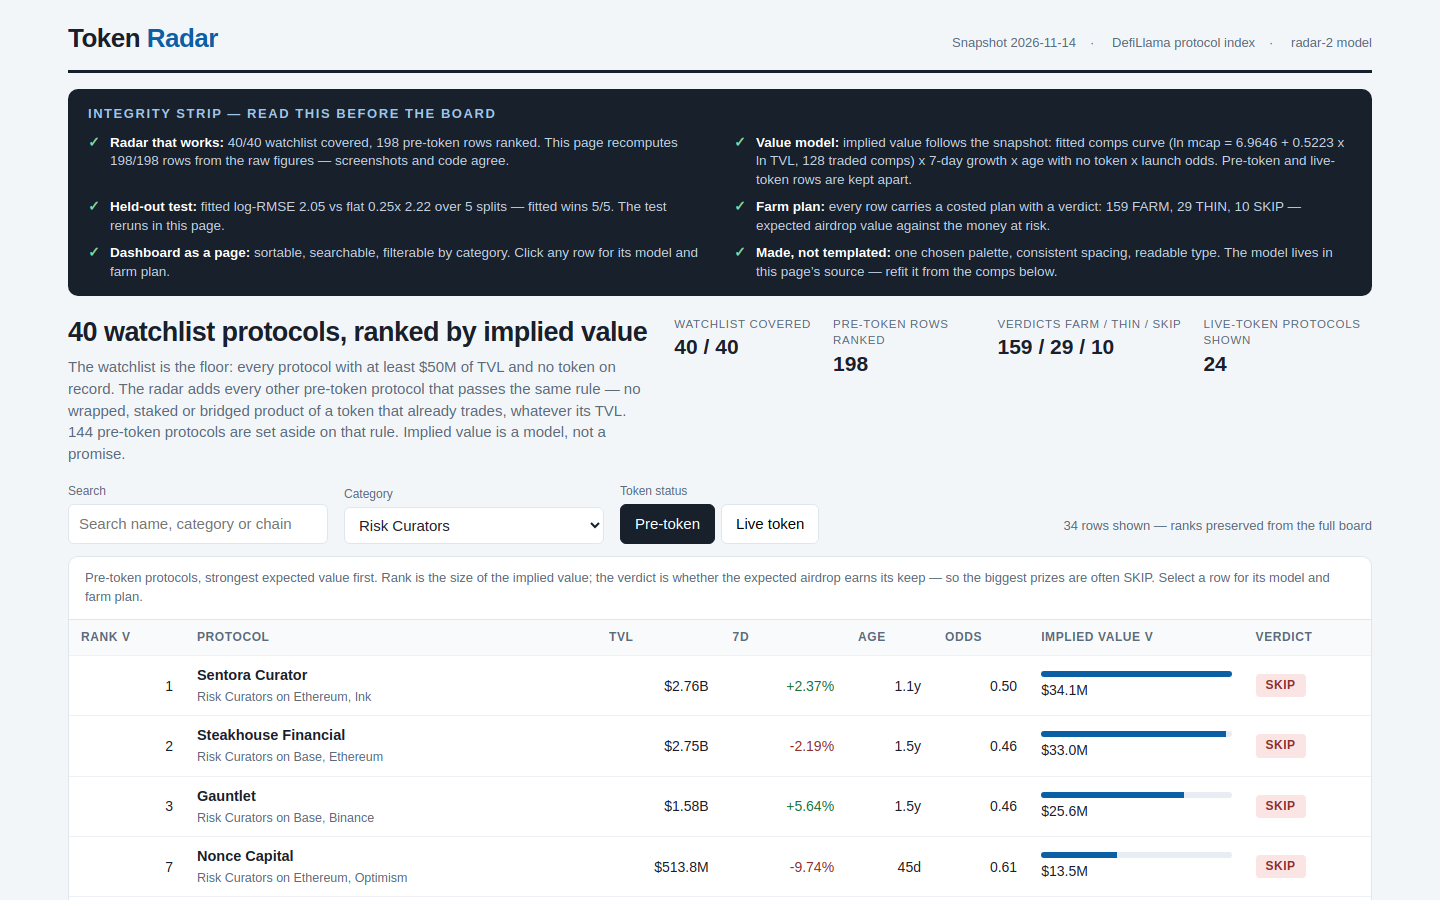 Token Radar
Snapshot 2026-11-14 · DefiLlama protocol index · radar-2 model
INTEGRITY STRIP — READ THIS BEFORE THE BOARD
✓ Radar that works: 40/40 watchlist covered, 198 pre-token rows ranked. This page recomputes
198/198 rows from the raw figures — screenshots and code agree.
✓ Value model: implied value follows the snapshot: fitted comps curve (ln mcap = 6.9646 + 0.5223 x
ln TVL, 128 traded comps) x 7-day growth x age with no token x launch odds. Pre-token and live-
token rows are kept apart.
✓ Held-out test: fitted log-RMSE 2.05 vs flat 0.25x 2.22 over 5 splits — fitted wins 5/5. The test
reruns in this page.
✓ Farm plan: every row carries a costed plan with a verdict: 159 FARM, 29 THIN, 10 SKIP —
expected airdrop value against the money at risk.
✓ Dashboard as a page: sortable, searchable, filterable by category. Click any row for its model and
farm plan.
✓ Made, not templated: one chosen palette, consistent spacing, readable type. The model lives in
this page's source — refit it from the comps below.
40 watchlist protocols, ranked by implied value
The watchlist is the floor: every protocol with at least $50M of TVL and no token on
record. The radar adds every other pre-token protocol that passes the same rule — no
wrapped, staked or bridged product of a token that already trades, whatever its TVL.
144 pre-token protocols are set aside on that rule. Implied value is a model, not a
promise.
WATCHLIST COVERED
40 / 40
PRE-TOKEN ROWS
RANKED
198
VERDICTS FARM / THIN / SKIP
159 / 29 / 10
LIVE-TOKEN PROTOCOLS
SHOWN
24
Search
Search name, category or chain
Category
Risk Curators
Token status
Pre-token Live token
34 rows shown — ranks preserved from the full board
Pre-token protocols, strongest expected value first. Rank is the size of the implied value; the verdict is whether the expected airdrop earns its keep — so the biggest prizes are often SKIP. Select a row for its model and
farm plan.
RANK V PROTOCOL TVL 7D AGE ODDS IMPLIED VALUE V VERDICT
1 Sentora Curator $2.76B +2.37% 1.1y 0.50 $34.1M SKIP
Risk Curators on Ethereum, Ink
2 Steakhouse Financial $2.75B -2.19% 1.5y 0.46 $33.0M SKIP
Risk Curators on Base, Ethereum
3 Gauntlet $1.58B +5.64% 1.5y 0.46 $25.6M SKIP
Risk Curators on Base, Binance
7 Nonce Capital $513.8M -9.74% 45d 0.61 $13.5M SKIP
Risk Curators on Ethereum, Optimism